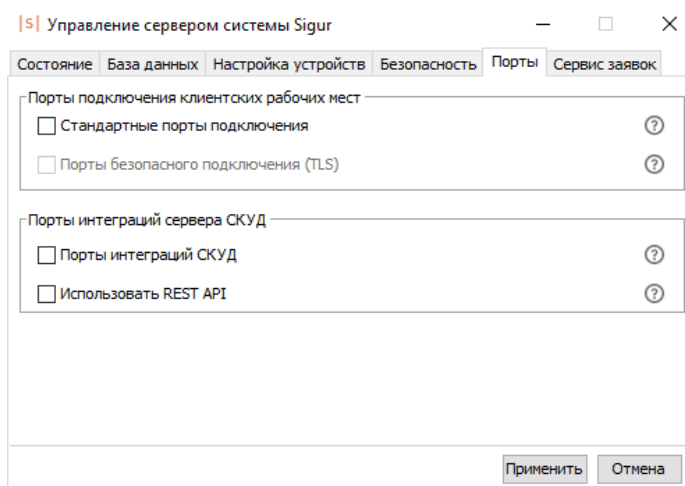 |S| Управление сервером системы Sigur
Состояние База данных Настройка устройств Безопасность Порты Сервис заявок
Порты подключения клиентских рабочих мест
Стандартные порты подключения ?
Порты безопасного подключения (TLS) ?
Порты интеграций сервера СКУД
Порты интеграций СКУД ?
Использовать REST API ?
Применить Отмена